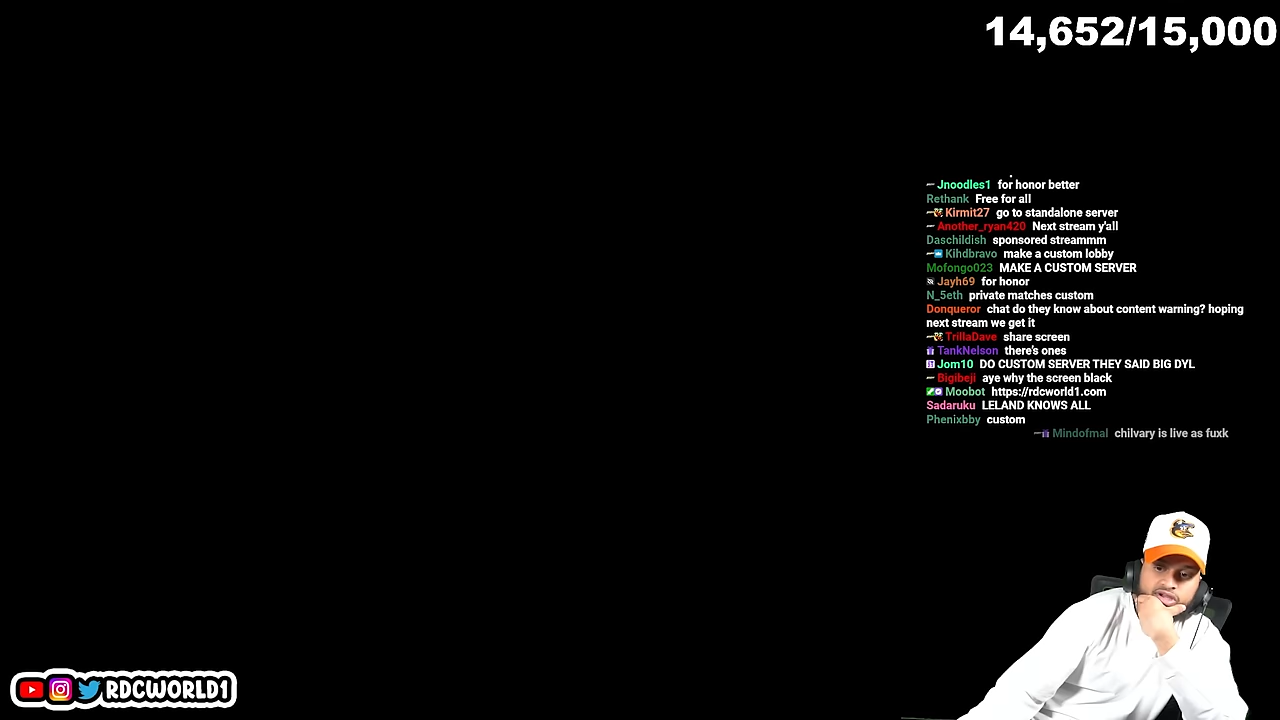 14,652/15,000
Jnoodles1 for honor better
Rethank Free for all
Kirmit27 go to standalone server
Another_ryan420 Next stream y'all
Daschildish sponsored streammm
Kihdbravo make a custom lobby
Mofongo023 MAKE A CUSTOM SERVER
Jayh69 for honor
N_5eth private matches custom
Donqueror chat do they know about content warning? hoping
next stream we get it
TrillaDave share screen
TankNelson there's ones
Jom10 DO CUSTOM SERVER THEY SAID BIG DYL
Bigibeji aye why the screen black
Moobot https://rdcworld1.com
Sadaruku LELAND KNOWS ALL
Phenixbby custom
Mindofmal chilvary is live as fuxk
RDCWORLD1